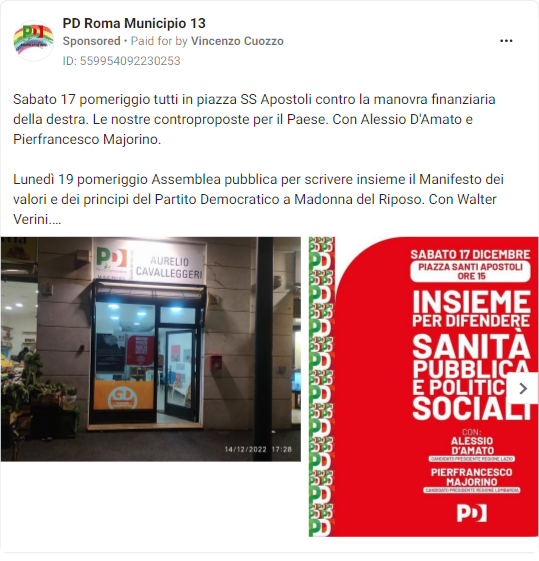 PD Roma Municipio 13
Sponsored • Paid for by Vincenzo Cuozzo
ID: 559954092230253
Sabato 17 pomeriggio tutti in piazza SS Apostoli contro la manovra finanziaria
della destra. Le nostre controproposte per il Paese. Con Alessio D'Amato e
Pierfrancesco Majorino.
Lunedì 19 pomeriggio Assemblea pubblica per scrivere insieme il Manifesto dei
valori e dei principi del Partito Democratico a Madonna del Riposo. Con Walter
Verini....
PD
AURELIO
CAVALLEGGERI
GD
14/12/2022 17:28
SABATO 17 DICEMBRE
PIAZZA SANTI APOSTOLI
ORE 15
INSIEME
PER DIFENDERE
SANITÀ
PUBBLICA
E POLITIC
SOCIALI
CON:
ALESSIO
D'AMATO
CANDIDATO PRESIDENTE REGIONE LAZIO
PIERFRANCESCO
MAJORINO
CANDIDATO PRESIDENTE REGIONE LOMBARDIA
PD